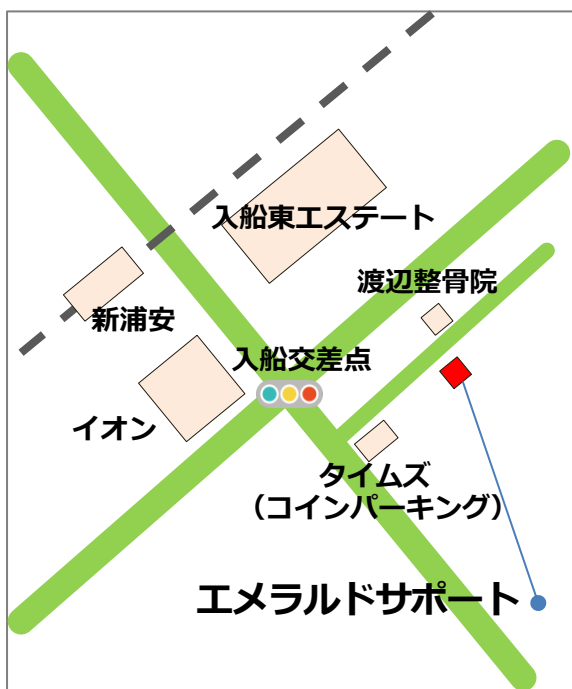 入船東エステート
渡辺整骨院
新浦安
入船交差点
イオン
タイムズ
（コインパーキング）
エメラルドサポート